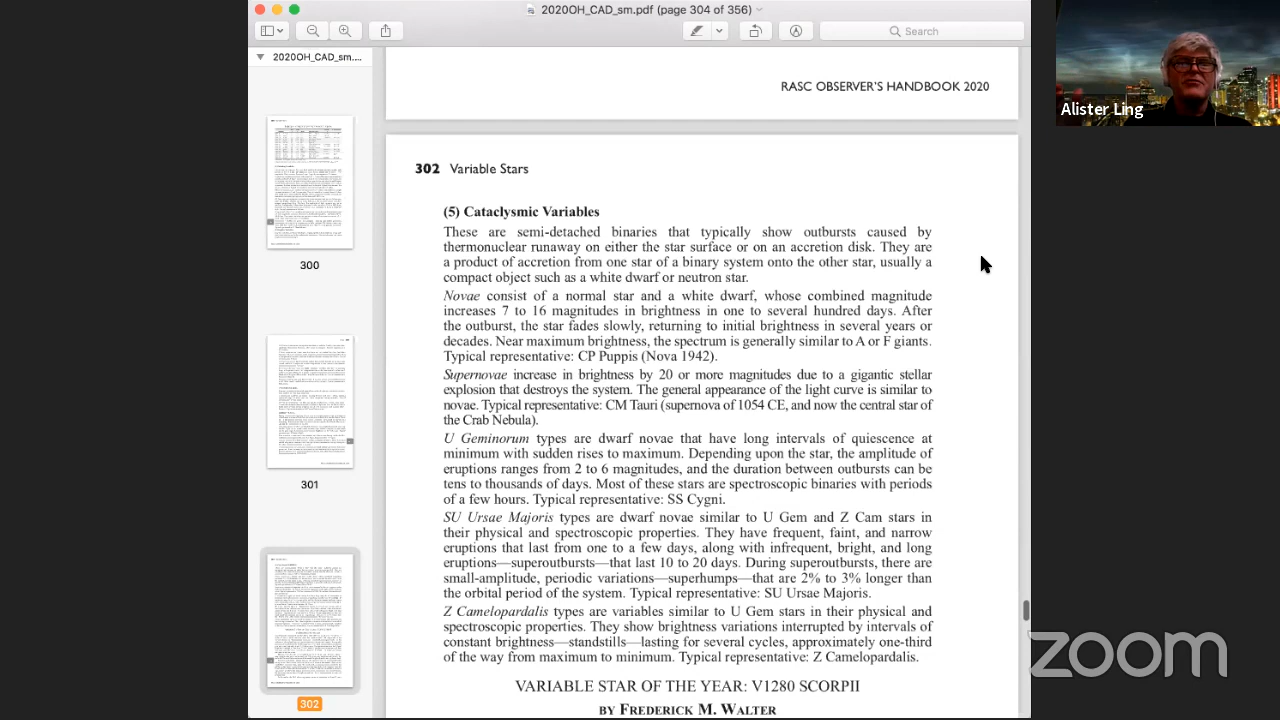 2020OH_CAD_sm.pdf (page 304 of 356)
Search
2020OH_CAD_sm....
Alister Ling
300
301
302
RASC OBSERVER'S HANDBOOK 2020
302 Variable Stars
(5) Cataclysmic Variables
These are semi-detached binaries that typically show outbursts caused by
thermonuclear runaway on either the star surface or on an accretion disk. They are
a product of accretion from one star of a binary system onto the other star, usually a
compact object such as a white dwarf or neutron star.
Novae consist of a normal star and a white dwarf, whose combined magnitude
increases 7 to 16 magnitudes in brightness in one to several hundred days. After
the outburst, the star fades slowly, returning to initial brightness in several years or
decades. Near maximum brightness, the spectrum is generally similar to A or F giants.
CP Puppis (Nova 1942).
Supernovae increase in brightness by 20 or more magnitudes due to a gigantic stellar
explosion that destroys the system. The general appearance of the light curve is similar to
novae. Typical representative: CM Tau (supernova of and now the central star of
the Crab Nebula).
types are dwarf novae that have long intervals of quiescence at
minimum with sudden rises to maximum. Depending upon the star, the amplitude of
eruptions ranges from 2 to 6 magnitudes, and the duration between outbursts can be
tens to thousands of days. Most of these stars are spectroscopic binaries with periods
of a few hours. Typical representative: SS Cygni.
SU Ursae Majoris types are dwarf novae similar to U Gem and Z Cam stars in
their physical and spectroscopic properties. They have frequent, faint, and narrow
eruptions that last from one to a few days, along with infrequent, bright, and long
eruptions—superoutbursts—that last 10 to 20 days. During superoutbursts, there are
small-amplitude, periodic variations—superhumps—that are 2% to 3% longer than
the orbital period of the system. Typical representative: SU Ursae Majoris.
Z Camelopardalis types are variables similar to U Gem stars in their physical and
spectroscopic properties. They show brightness variations interrupted by intervals of
constant brightness (stillstands) lasting for approximately one-third
of the way from maximum to minimum. Typical representative: Z Camelopardalis.
VARIABLE STAR OF THE YEAR: V1280 SCORPII
BY FREDERICK M. WALTER
zoom